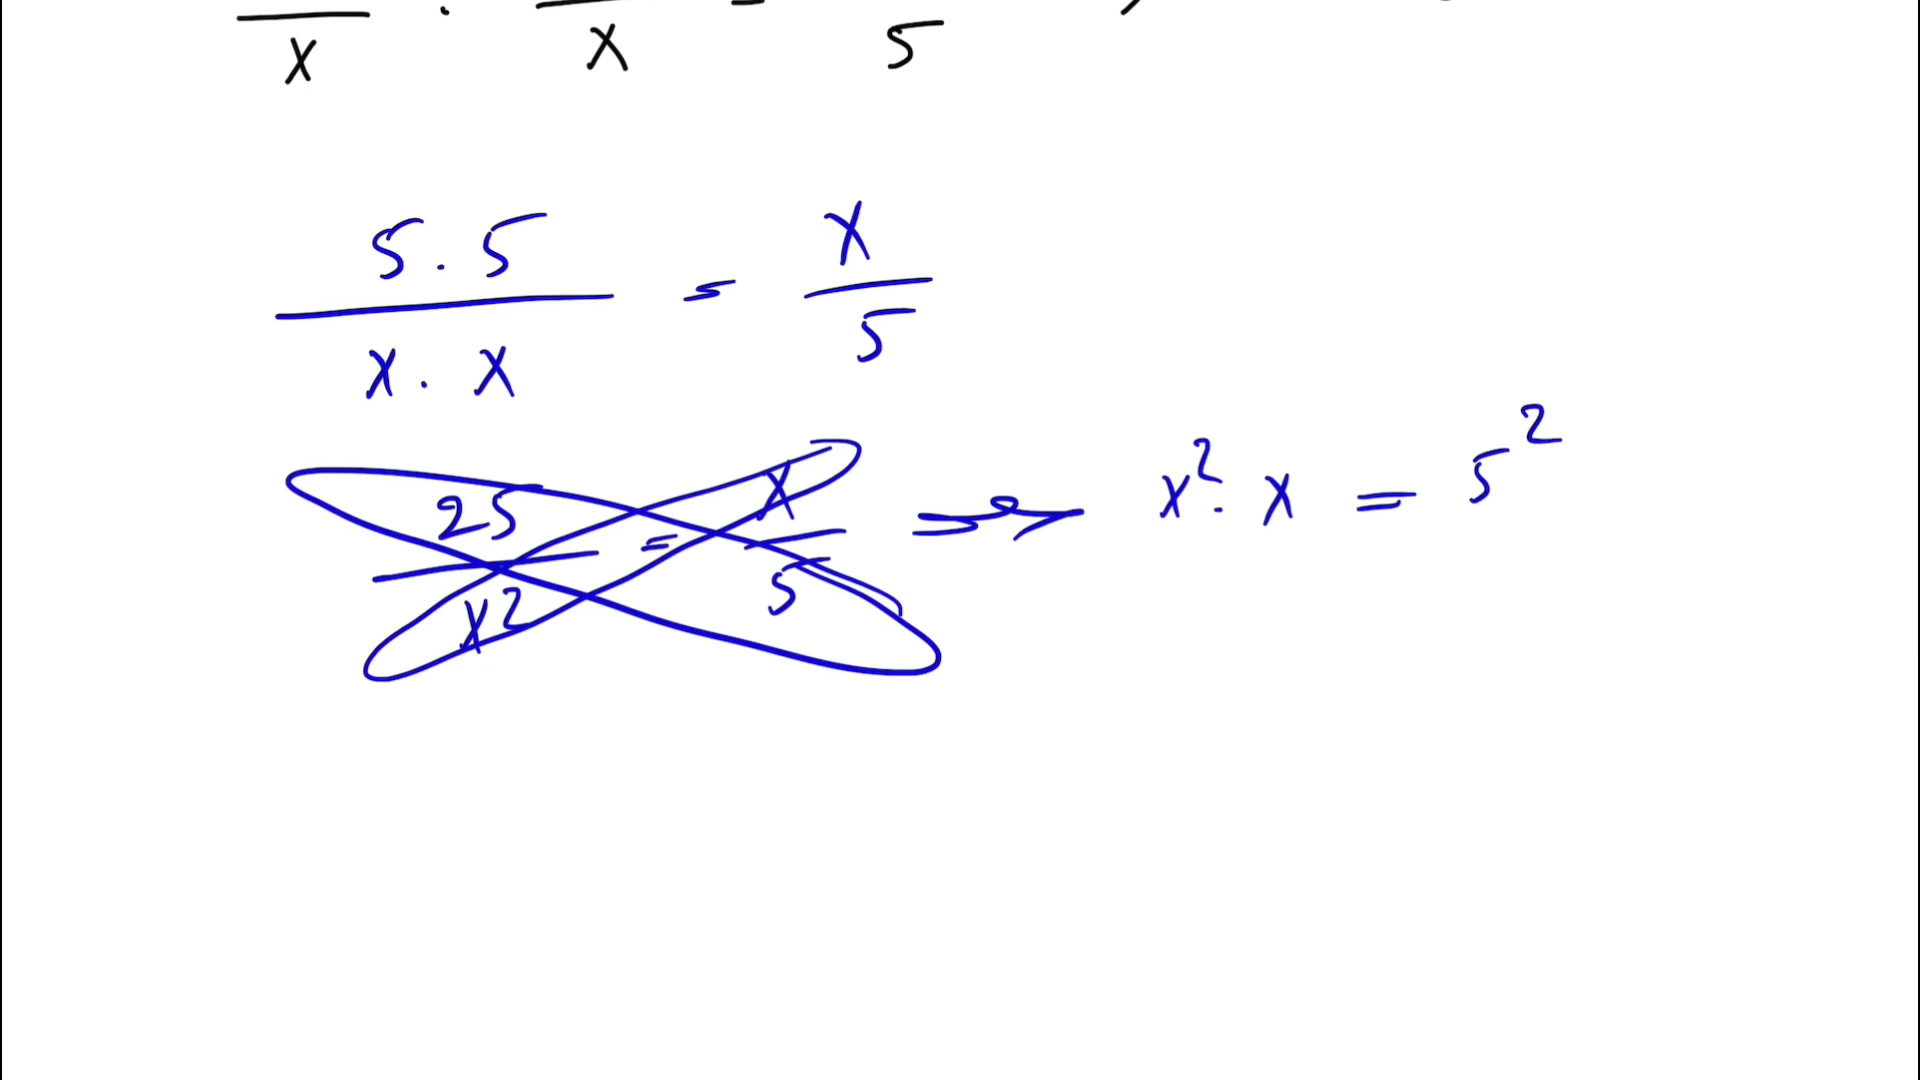 x . x = 5
5 . 5 / x . x = x / 5
25 / x² = x / 5 ⇒ x² . x = 5²